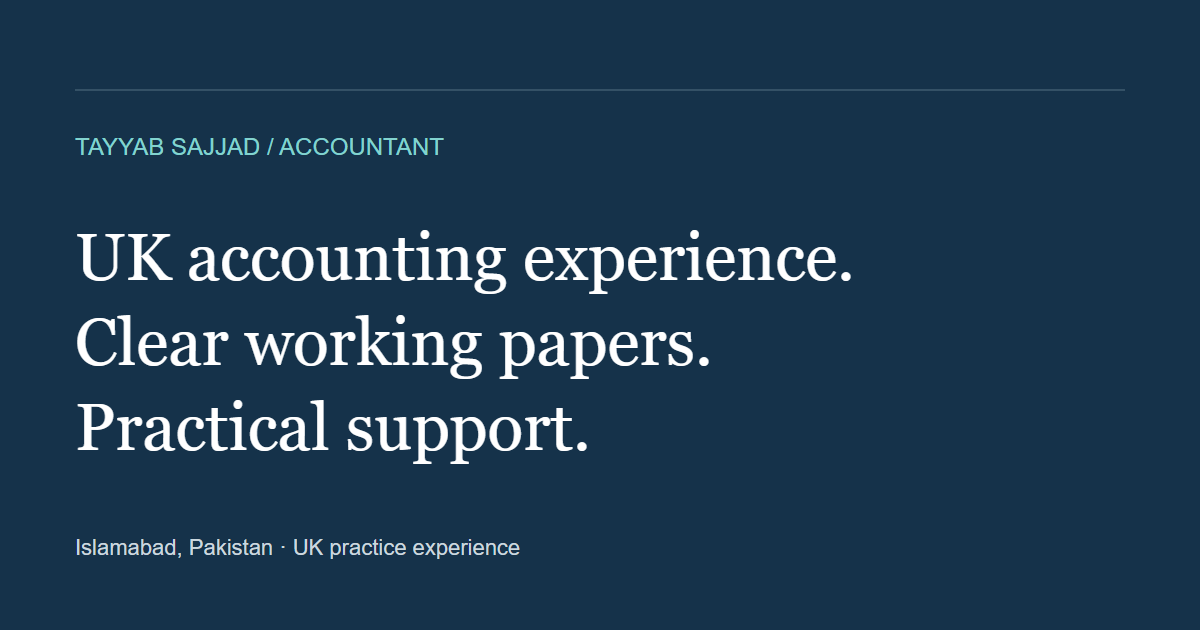 TAYYAB SAJJAD / ACCOUNTANT
UK accounting experience.
Clear working papers.
Practical support.
Islamabad, Pakistan · UK practice experience